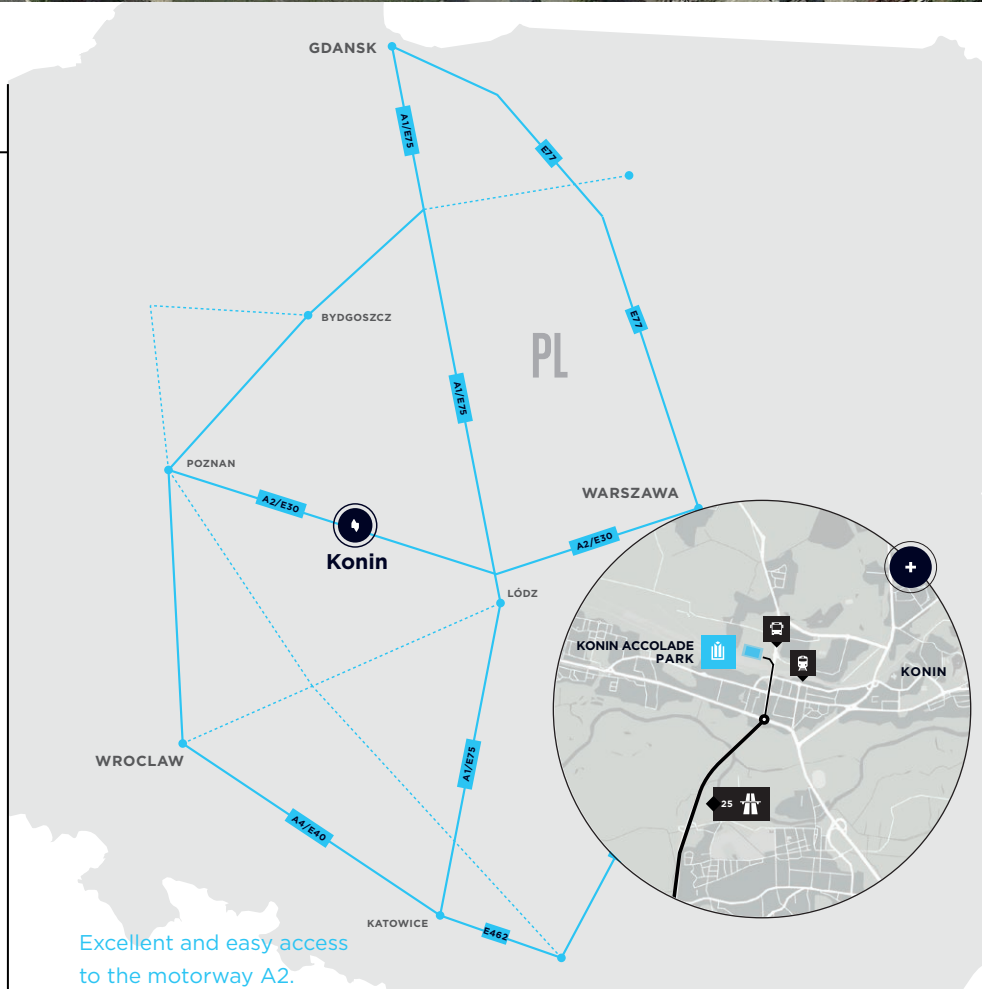 GDANSK
A1/E75
E77
BYDGOSZCZ
E77
PL
A1/E75
POZNAN
WARSZAWA
A2/E30
A2/E30
Konin
LÓDZ
KONIN ACCOLADE
PARK
KONIN
WROCLAW
A1/E75
25
A4/E40
KATOWICE
E462
Excellent and easy access
to the motorway A2.